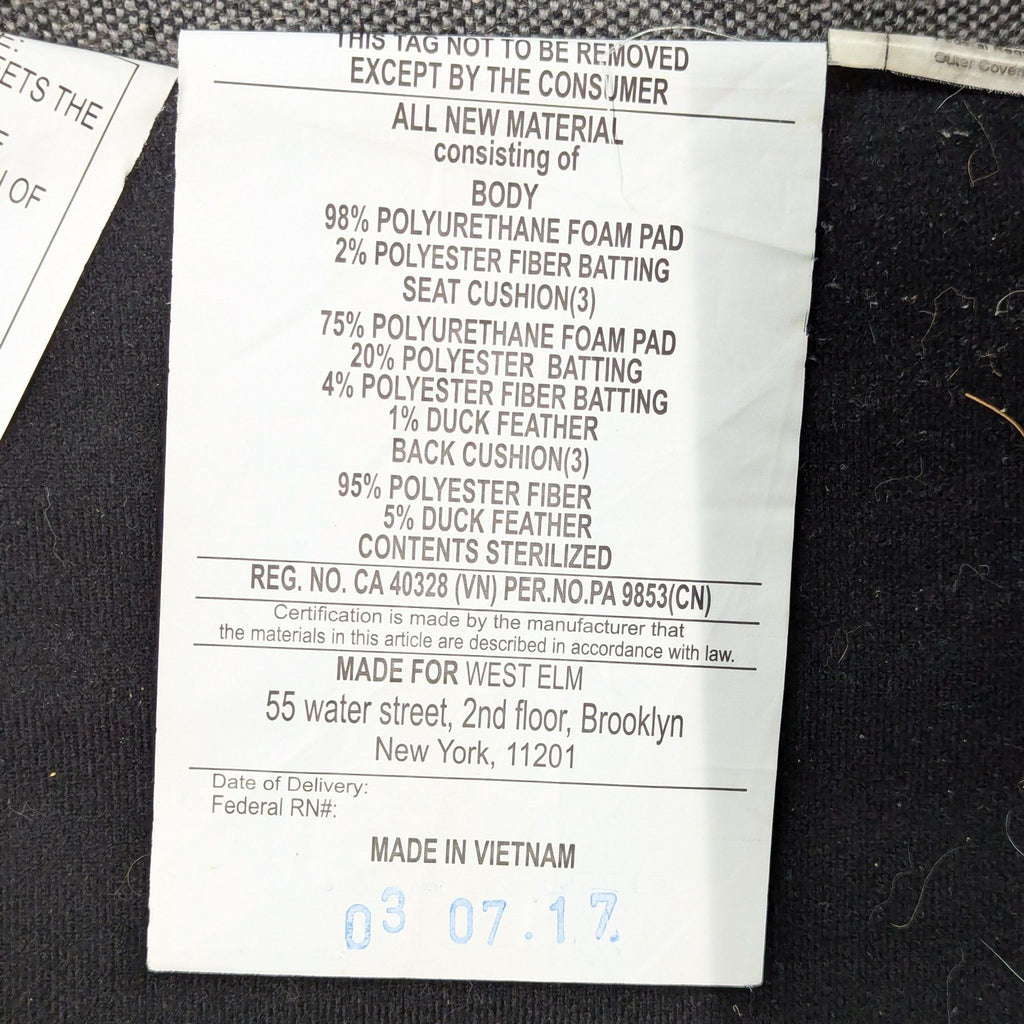 THIS TAG NOT TO BE REMOVED
EXCEPT BY THE CONSUMER
ALL NEW MATERIAL
consisting of
BODY
98% POLYURETHANE FOAM PAD
2% POLYESTER FIBER BATTING
SEAT CUSHION(3)
75% POLYURETHANE FOAM PAD
20% POLYESTER BATTING
4% POLYESTER FIBER BATTING
1% DUCK FEATHER
BACK CUSHION(3)
95% POLYESTER FIBER
5% DUCK FEATHER
CONTENTS STERILIZED
REG. NO. CA 40328 (VN) PER.NO.PA 9853(CN)
Certification is made by the manufacturer that
the materials in this article are described in accordance with law.
MADE FOR WEST ELM
55 water street, 2nd floor, Brooklyn
New York, 11201
Date of Delivery:
Federal RN#:
MADE IN VIETNAM
03 07.17
EETS THE
OF
Outer Cover